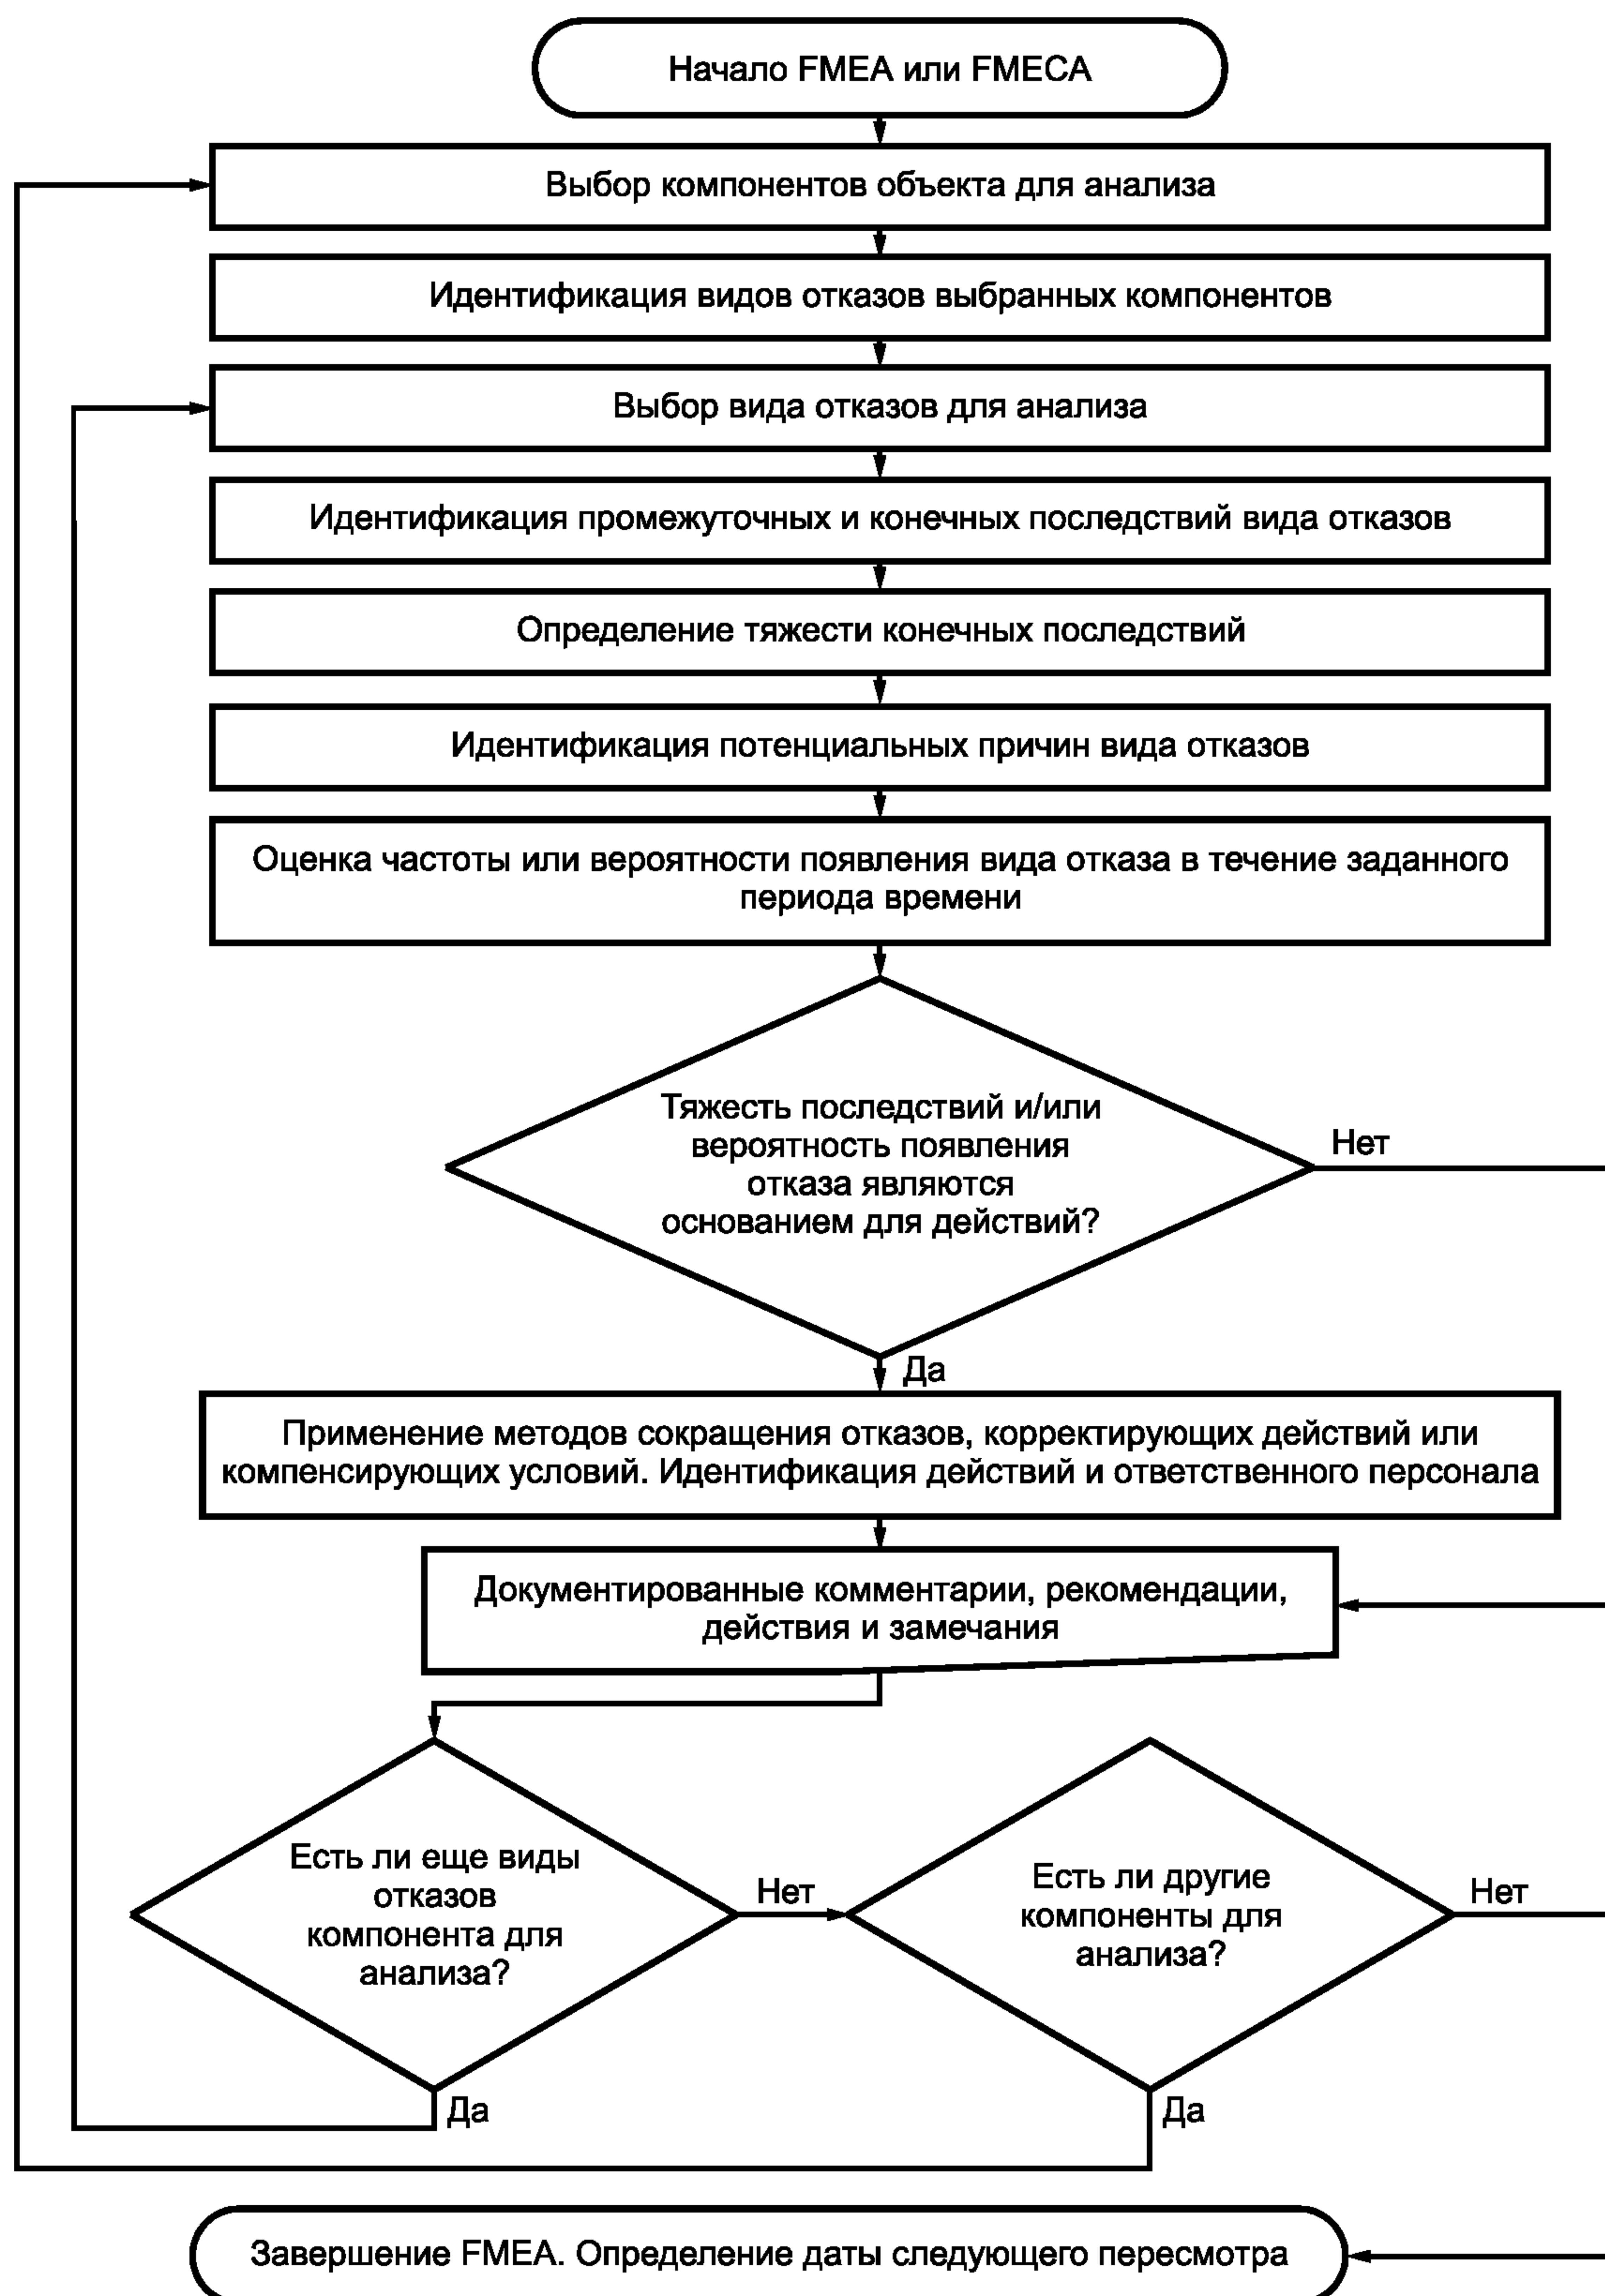 Начало FMEA или FMECA
Выбор компонентов объекта для анализа
Идентификация видов отказов выбранных компонентов
Выбор вида отказов для анализа
Идентификация промежуточных и конечных последствий вида отказов
Определение тяжести конечных последствий
Идентификация потенциальных причин вида отказов
Оценка частоты или вероятности появления вида отказа в течение заданного
периода времени
Тяжесть последствий и/или
вероятность появления
отказа являются
основанием для действий?
Нет
Да
Применение методов сокращения отказов, корректирующих действий или
компенсирующих условий. Идентификация действий и ответственного персонала
Документированные комментарии, рекомендации,
действия и замечания
Есть ли еще виды
отказов
компонента для
анализа?
Нет
Есть ли другие
компоненты для
анализа?
Нет
Да
Да
Завершение FMEA. Определение даты следующего пересмотра